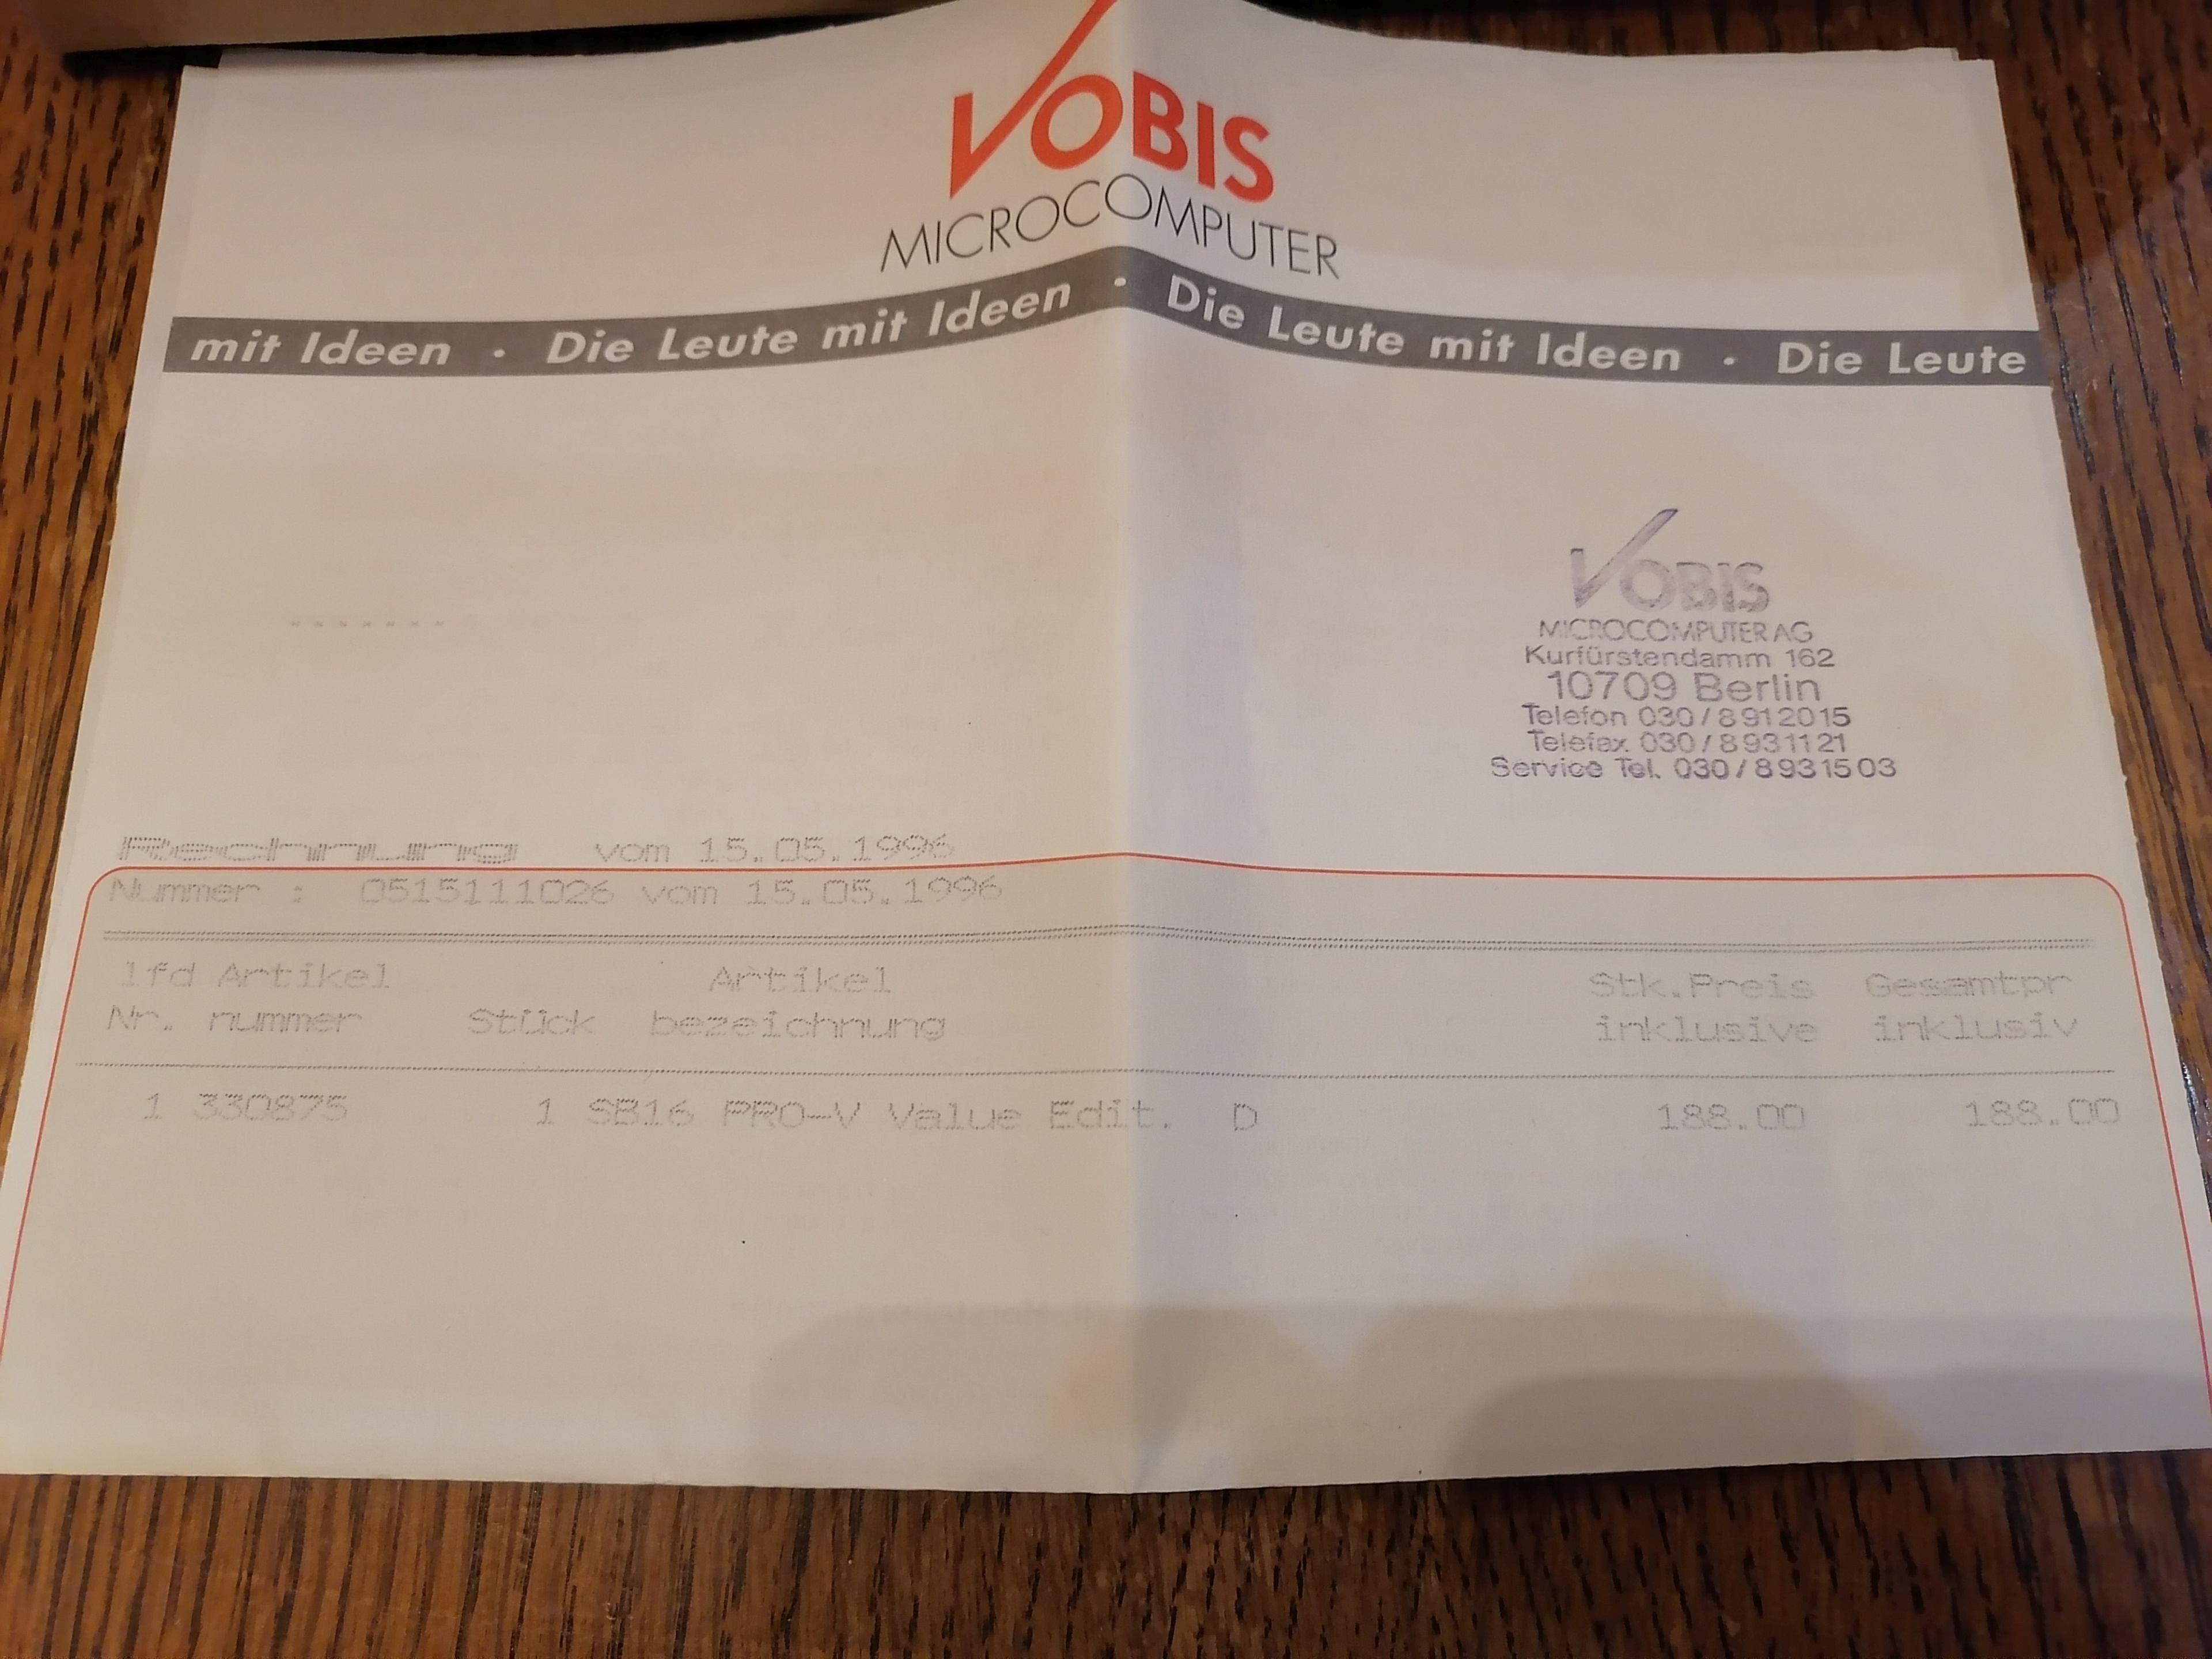 VOBIS
MICROCOMPUTER
mit Ideen · Die Leute mit Ideen · Die Leute mit Ideen · Die Leute
VOBIS
MICROCOMPUTER AG
Kurfürstendamm 162
10709 Berlin
Telefon 030/8912015
Telefax 030/8931121
Service Tel. 030/8931503
Rechnung vom 15.05.1996
Nummer : 0515111026 vom 15.05.1996
lfd Artikel Artikel Stk.Preis Gesamtpr
Nr. nummer Stück bezeichnung inklusive inklusiv
1 330875 1 SB16 PRO-V Value Edit. D 188.00 188.00